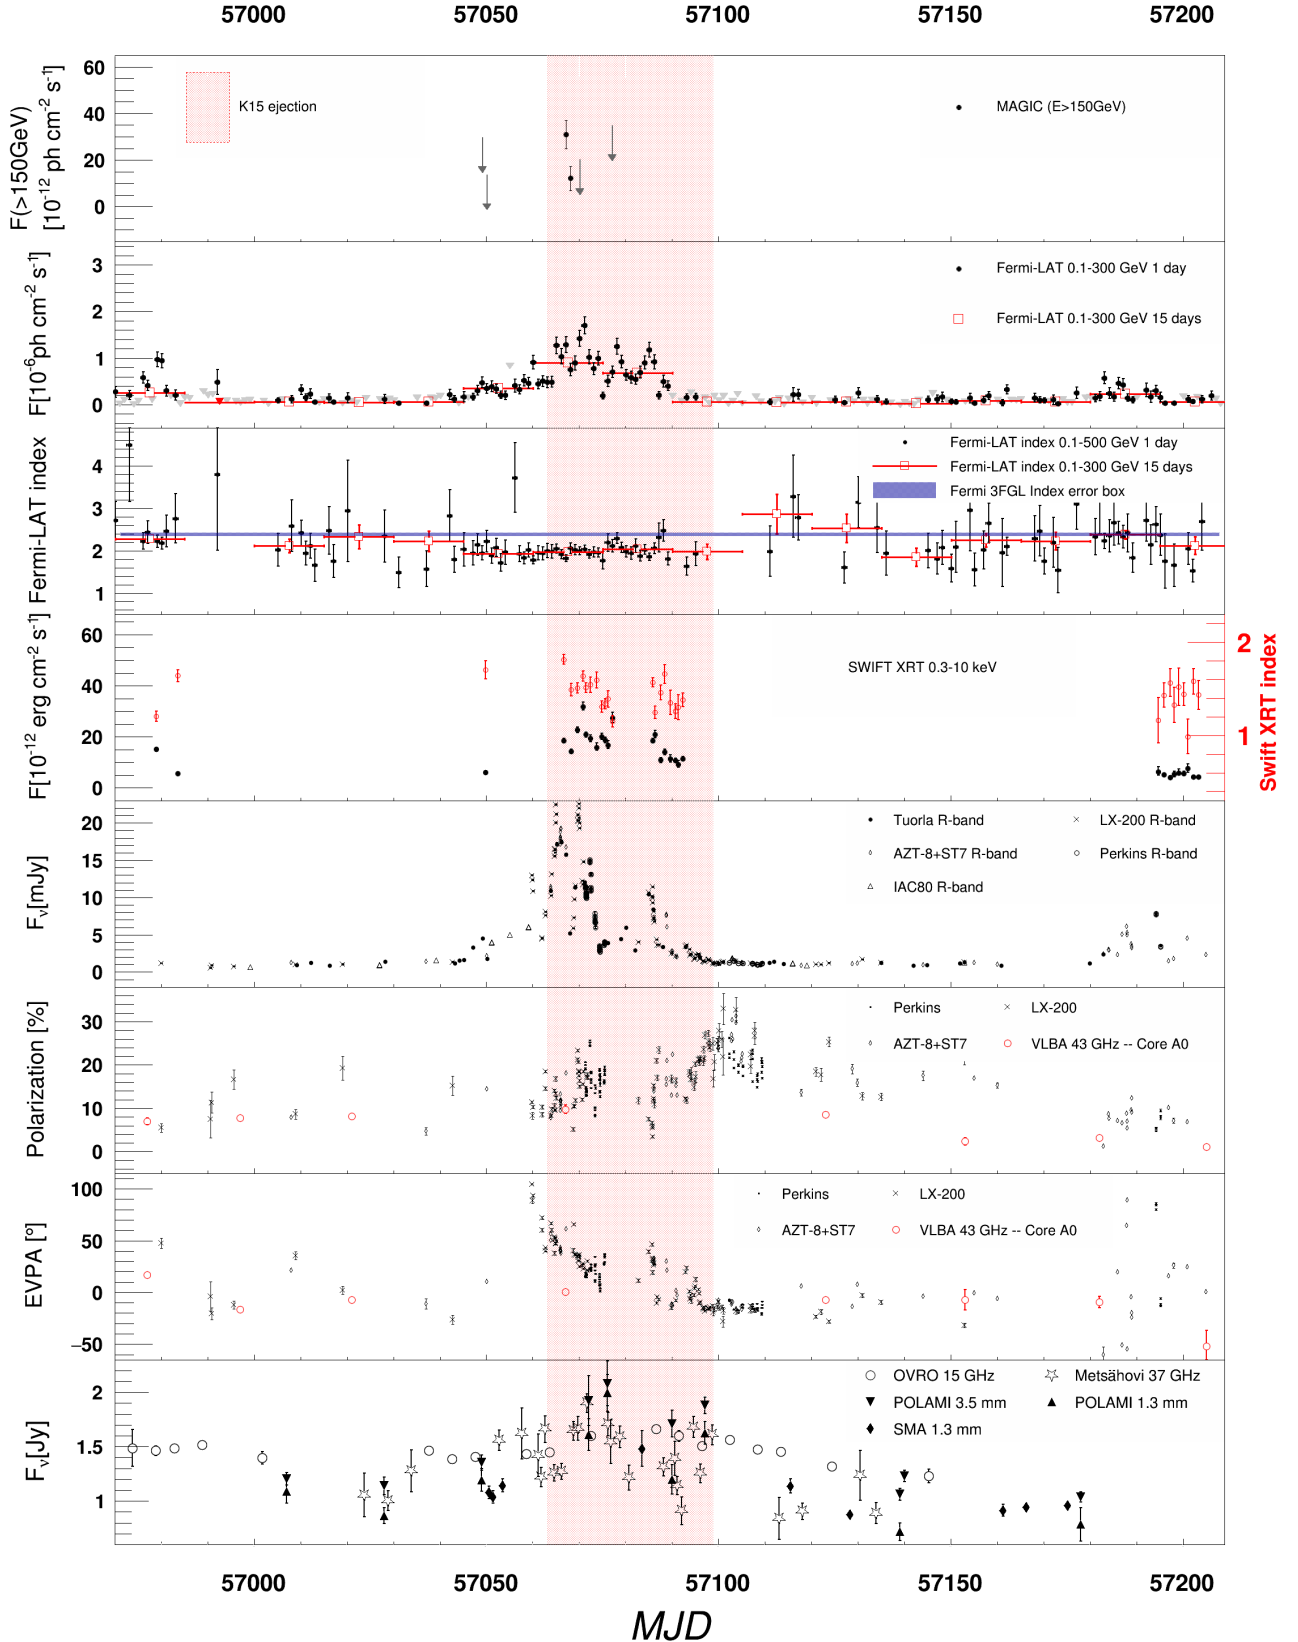 57000 57050 57100 57150 57200
F(>150GeV)
[10⁻¹² ph cm⁻² s⁻¹]
60
40
20
0
K15 ejection
MAGIC (E>150GeV)
F[10⁻⁶ph cm⁻² s⁻¹]
3
2
1
0
Fermi-LAT 0.1-300 GeV 1 day
Fermi-LAT 0.1-300 GeV 15 days
Fermi-LAT index
4
3
2
1
Fermi-LAT index 0.1-500 GeV 1 day
Fermi-LAT index 0.1-300 GeV 15 days
Fermi 3FGL Index error box
F[10⁻¹² erg cm⁻² s⁻¹]
60
40
20
0
SWIFT XRT 0.3-10 keV
2
1
Swift XRT index
Fν[mJy]
20
15
10
5
0
Tuorla R-band
LX-200 R-band
AZT-8+ST7 R-band
Perkins R-band
IAC80 R-band
Polarization [%]
30
20
10
0
Perkins
LX-200
AZT-8+ST7
VLBA 43 GHz -- Core A0
EVPA [°]
100
50
0
−50
Perkins
LX-200
AZT-8+ST7
VLBA 43 GHz -- Core A0
Fν[Jy]
2
1.5
1
OVRO 15 GHz
Metsähovi 37 GHz
POLAMI 3.5 mm
POLAMI 1.3 mm
SMA 1.3 mm
57000 57050 57100 57150 57200
MJD